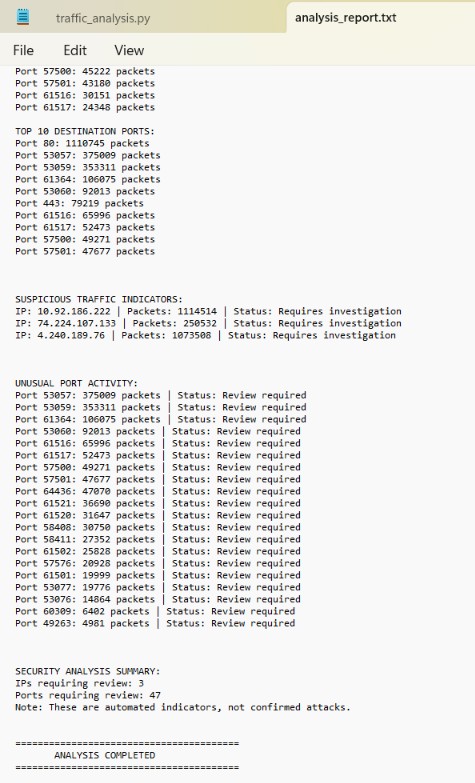 traffic_analysis.py
analysis_report.txt
File Edit View
Port 57500: 45222 packets
Port 57501: 43180 packets
Port 61516: 30151 packets
Port 61517: 24348 packets
TOP 10 DESTINATION PORTS:
Port 80: 1110745 packets
Port 53057: 375009 packets
Port 53059: 353311 packets
Port 61364: 106075 packets
Port 53060: 92013 packets
Port 443: 79219 packets
Port 61516: 65996 packets
Port 61517: 52473 packets
Port 57500: 49271 packets
Port 57501: 47677 packets
SUSPICIOUS TRAFFIC INDICATORS:
IP: 10.92.186.222 | Packets: 1114514 | Status: Requires investigation
IP: 74.224.107.133 | Packets: 250532 | Status: Requires investigation
IP: 4.240.189.76 | Packets: 1073508 | Status: Requires investigation
UNUSUAL PORT ACTIVITY:
Port 53057: 375009 packets | Status: Review required
Port 53059: 353311 packets | Status: Review required
Port 61364: 106075 packets | Status: Review required
Port 53060: 92013 packets | Status: Review required
Port 61516: 65996 packets | Status: Review required
Port 61517: 52473 packets | Status: Review required
Port 57500: 49271 packets | Status: Review required
Port 57501: 47677 packets | Status: Review required
Port 64436: 47070 packets | Status: Review required
Port 61521: 36690 packets | Status: Review required
Port 61520: 31647 packets | Status: Review required
Port 58408: 30750 packets | Status: Review required
Port 58411: 27352 packets | Status: Review required
Port 61502: 25828 packets | Status: Review required
Port 57576: 20928 packets | Status: Review required
Port 61501: 19999 packets | Status: Review required
Port 53077: 19776 packets | Status: Review required
Port 53076: 14864 packets | Status: Review required
Port 60309: 6402 packets | Status: Review required
Port 49263: 4981 packets | Status: Review required
SECURITY ANALYSIS SUMMARY:
IPs requiring review: 3
Ports requiring review: 47
Note: These are automated indicators, not confirmed attacks.
========================================
ANALYSIS COMPLETED
========================================